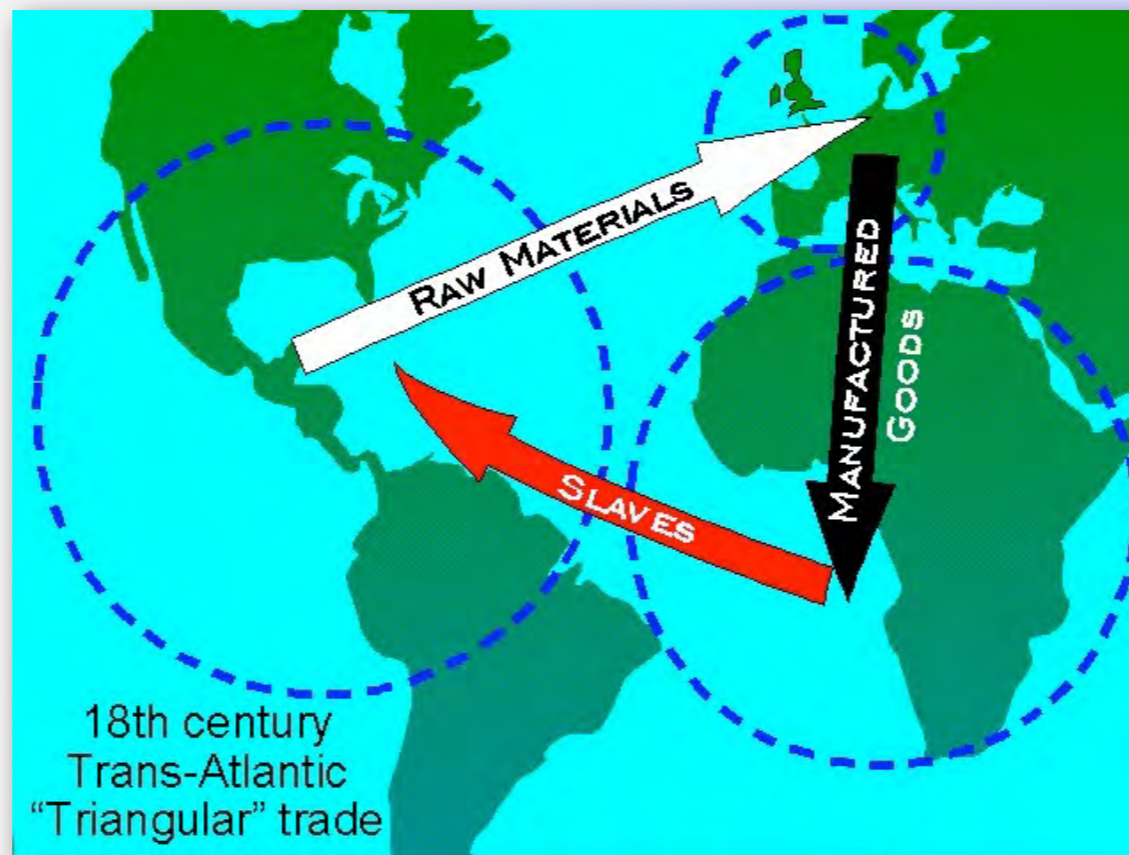 RAW MATERIALS
MANUFACTURED
GOODS
SLAVES
18th century
Trans-Atlantic
“Triangular” trade